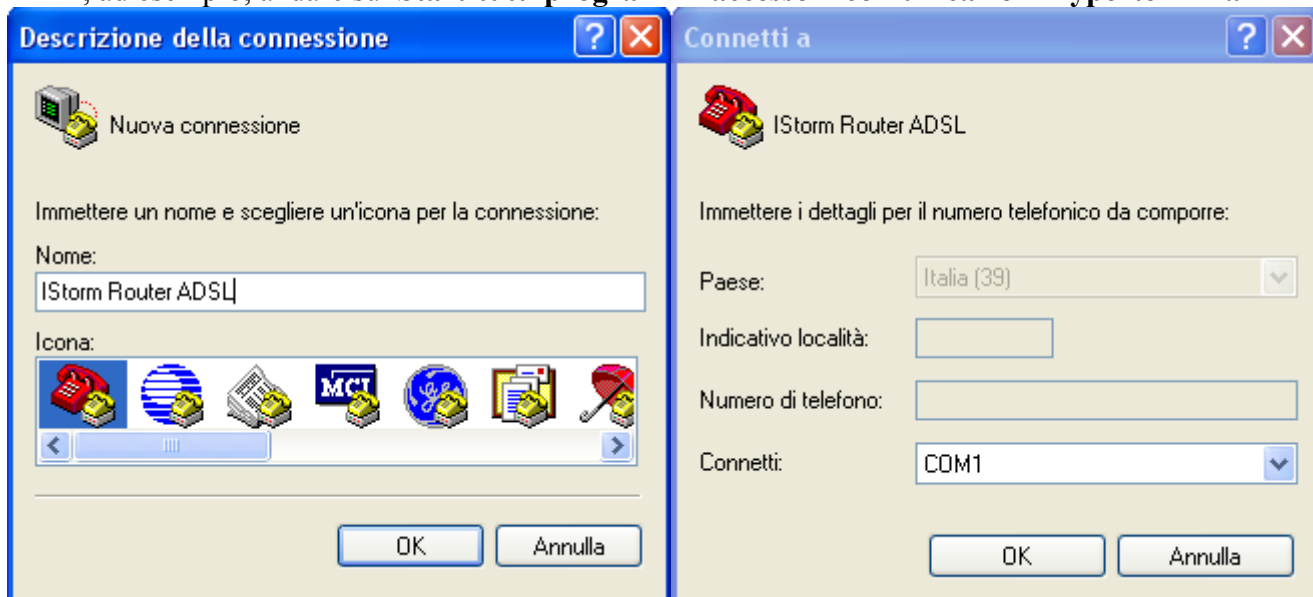 Descrizione della connessione
Nuova connessione
Immettere un nome e scegliere un'icona per la connessione:
Nome:
IStorm Router ADSL
Icona:
MCI
OK
Annulla
Connetti a
IStorm Router ADSL
Immettere i dettagli per il numero telefonico da comporre:
Paese:
Italia (39)
Indicativo località:
Numero di telefono:
Connetti:
COM1
OK
Annulla